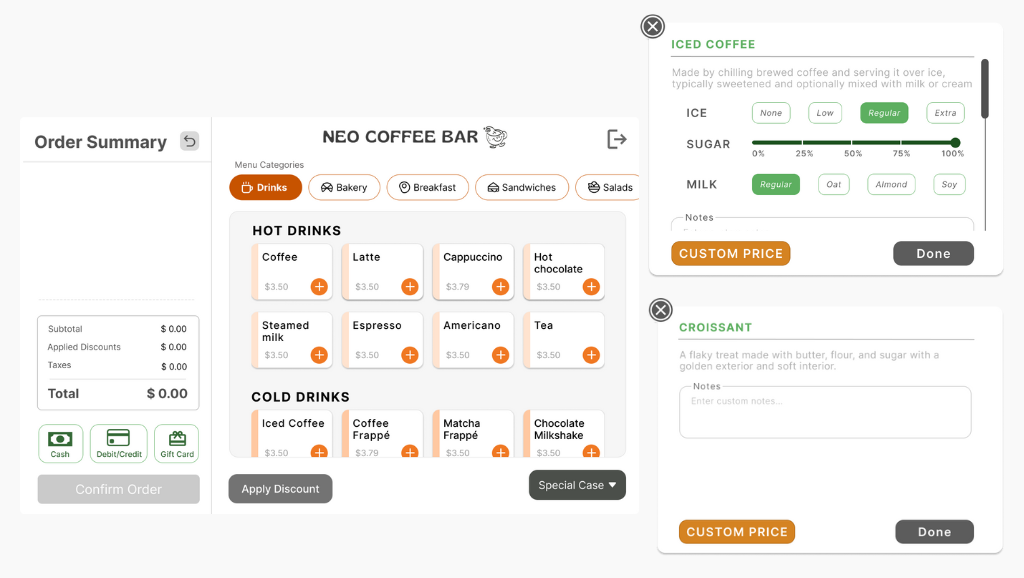 Order Summary
NEO COFFEE BAR
Menu Categories
Drinks
Bakery
Breakfast
Sandwiches
Salads
HOT DRINKS
Coffee
$3.50
Latte
$3.50
Cappuccino
$3.79
Hot
chocolate
$3.50
Steamed
milk
$3.50
Espresso
$3.50
Americano
$3.50
Tea
$3.50
COLD DRINKS
Iced Coffee
$3.50
Coffee
Frappé
$3.79
Matcha
Frappé
$3.50
Chocolate
Milkshake
$3.50
Subtotal $ 0.00
Applied Discounts $ 0.00
Taxes $ 0.00
Total $ 0.00
Cash
Debit/Credit
Gift Card
Confirm Order
Apply Discount
Special Case
ICED COFFEE
Made by chilling brewed coffee and serving it over ice,
typically sweetened and optionally mixed with milk or cream
ICE None Low Regular Extra
SUGAR
0% 25% 50% 75% 100%
MILK Regular Oat Almond Soy
Notes
CUSTOM PRICE
Done
CROISSANT
A flaky treat made with butter, flour, and sugar with a
golden exterior and soft interior.
Notes
Enter custom notes...
CUSTOM PRICE
Done